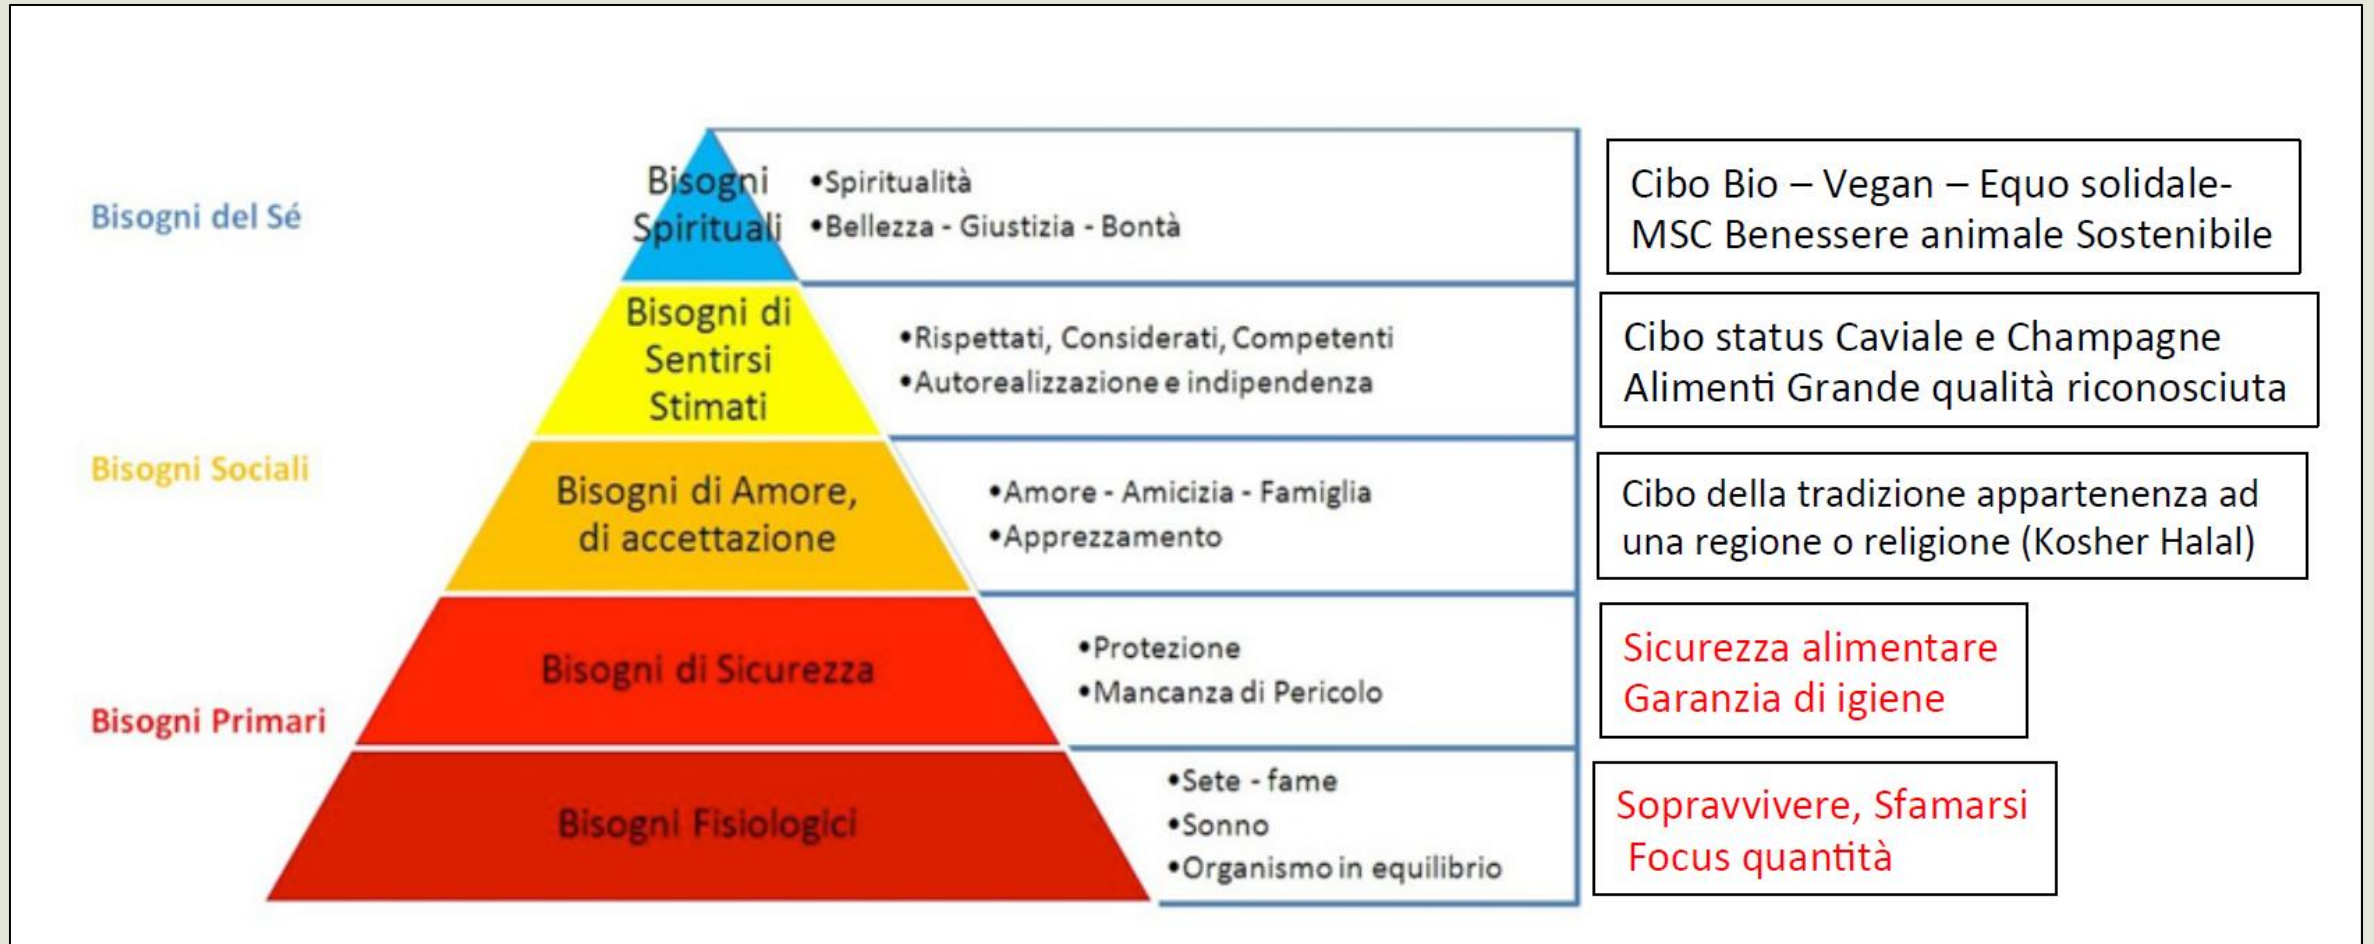 Bisogni del Sé
Bisogni
Spirituali
•Spiritualità
•Bellezza - Giustizia - Bontà
Cibo Bio – Vegan – Equo solidale-
MSC Benessere animale Sostenibile
Bisogni di
Sentirsi
Stimati
•Rispettati, Considerati, Competenti
•Autorealizzazione e indipendenza
Cibo status Caviale e Champagne
Alimenti Grande qualità riconosciuta
Bisogni Sociali
Bisogni di Amore,
di accettazione
•Amore - Amicizia - Famiglia
•Apprezzamento
Cibo della tradizione appartenenza ad
una regione o religione (Kosher Halal)
Bisogni di Sicurezza
•Protezione
•Mancanza di Pericolo
Sicurezza alimentare
Garanzia di igiene
Bisogni Primari
Bisogni Fisiologici
•Sete - fame
•Sonno
•Organismo in equilibrio
Sopravvivere, Sfamarsi
Focus quantità